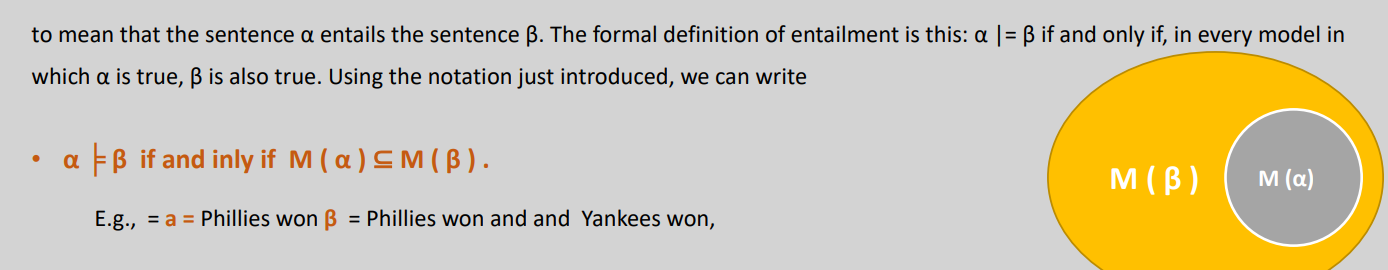 to mean that the sentence α entails the sentence β. The formal definition of entailment is this: α |= β if and only if, in every model in
which α is true, β is also true. Using the notation just introduced, we can write
• α ╞ β if and inly if M ( α ) ⊆ M ( β ) .
E.g., = a = Phillies won β = Phillies won and and Yankees won,
M ( β )
M (α)